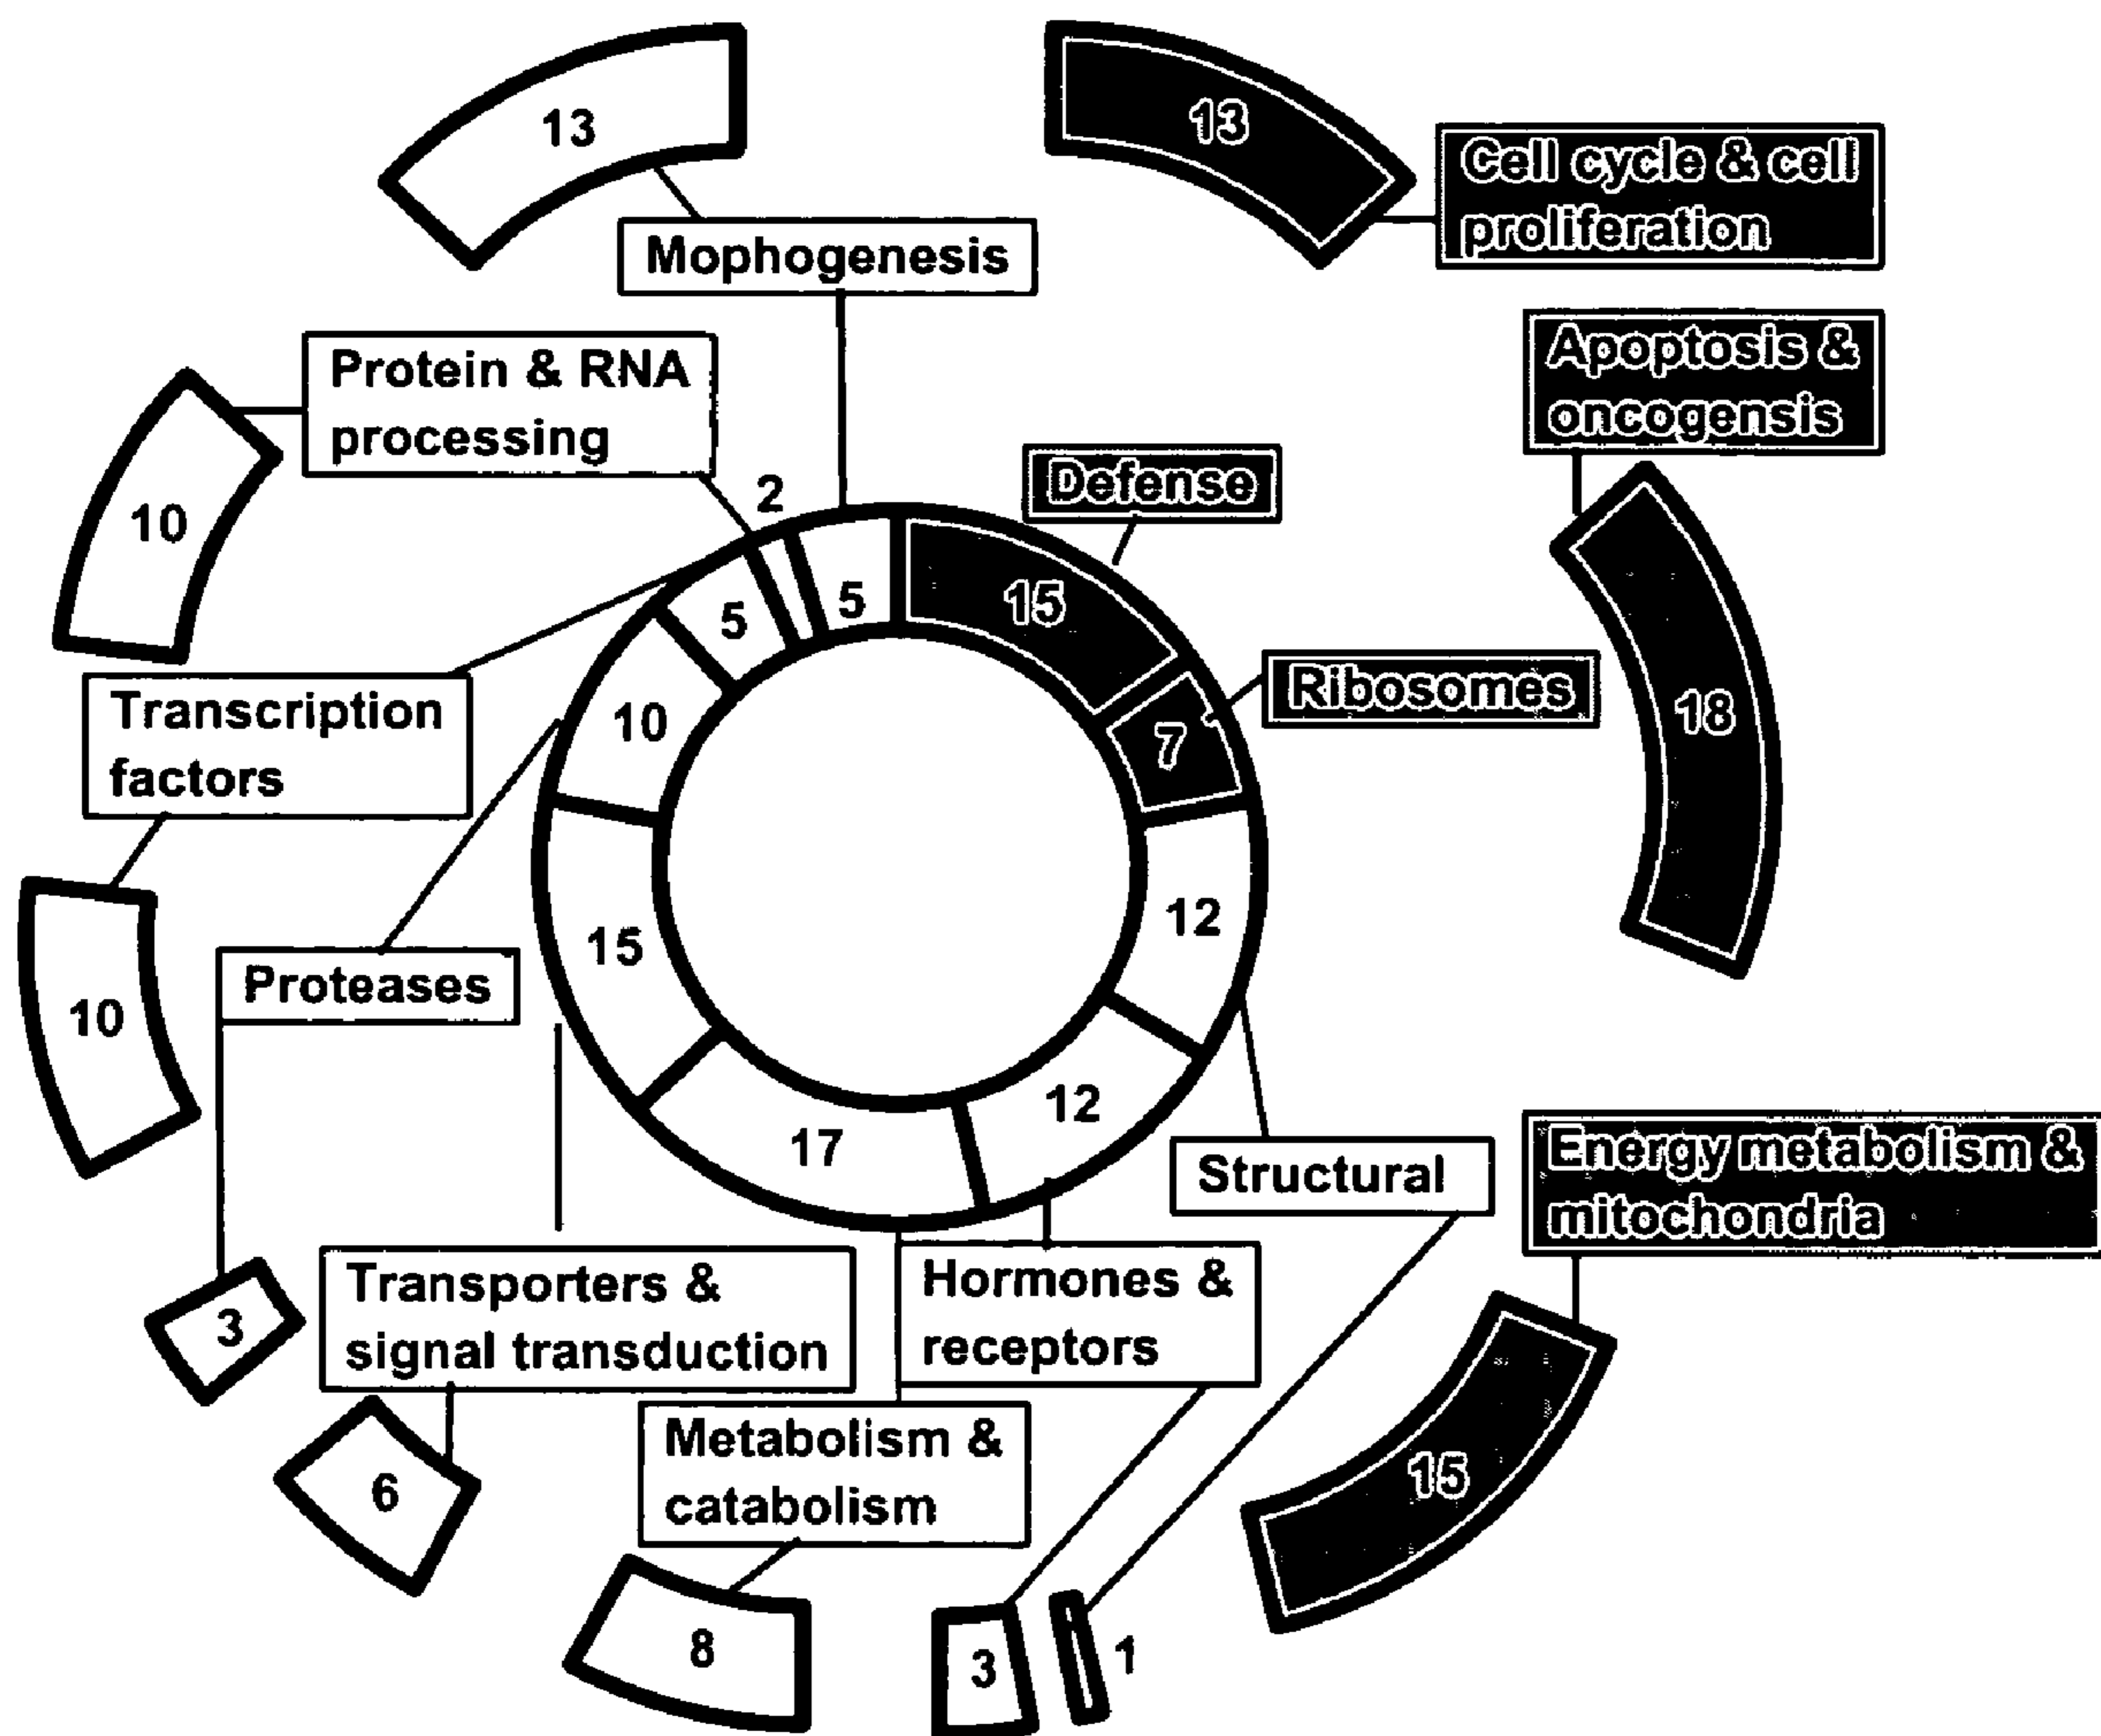 13
13
Cell cycle & cell
proliferation
Mophogenesis
Apoptosis &
oncogensis
Protein & RNA
processing
Defense
2
10
15
5
5
Ribosomes
7
18
10
Transcription
factors
12
15
Proteases
10
12
17
Structural
Energy metabolism &
mitochondria
Transporters &
signal transduction
Hormones &
receptors
3
Metabolism &
catabolism
6
15
8
3
1